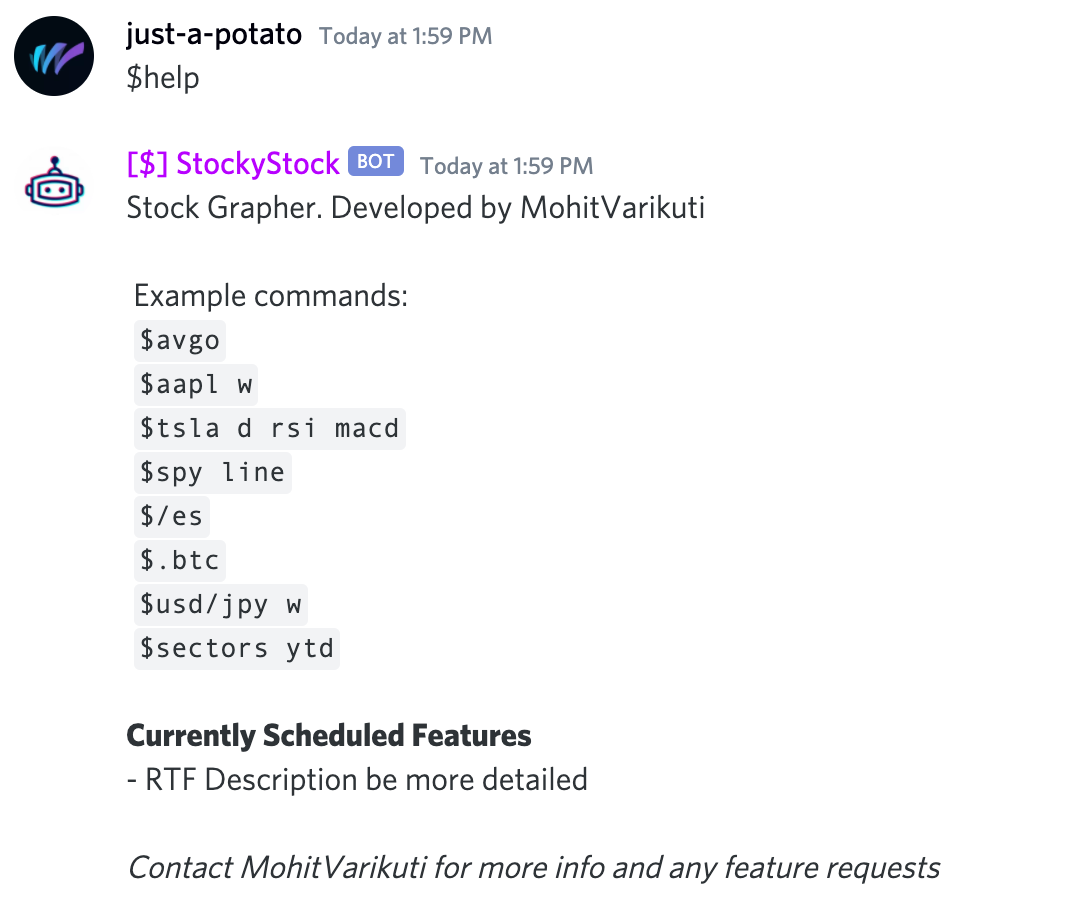 just-a-potato Today at 1:59 PM
$help
[$] StockyStock BOT Today at 1:59 PM
Stock Grapher. Developed by MohitVarikuti
Example commands:
$avgo
$aapl w
$tsla d rsi macd
$spy line
$/es
$.btc
$usd/jpy w
$sectors ytd
Currently Scheduled Features
- RTF Description be more detailed
Contact MohitVarikuti for more info and any feature requests